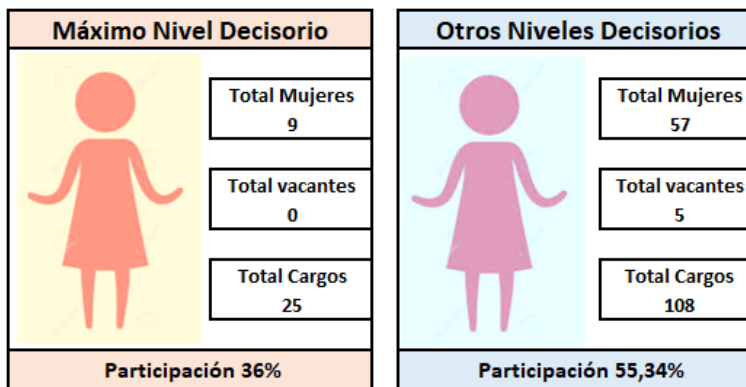 Máximo Nivel Decisorio
Total Mujeres
9
Total vacantes
0
Total Cargos
25
Participación 36%
Otros Niveles Decisorios
Total Mujeres
57
Total vacantes
5
Total Cargos
108
Participación 55,34%